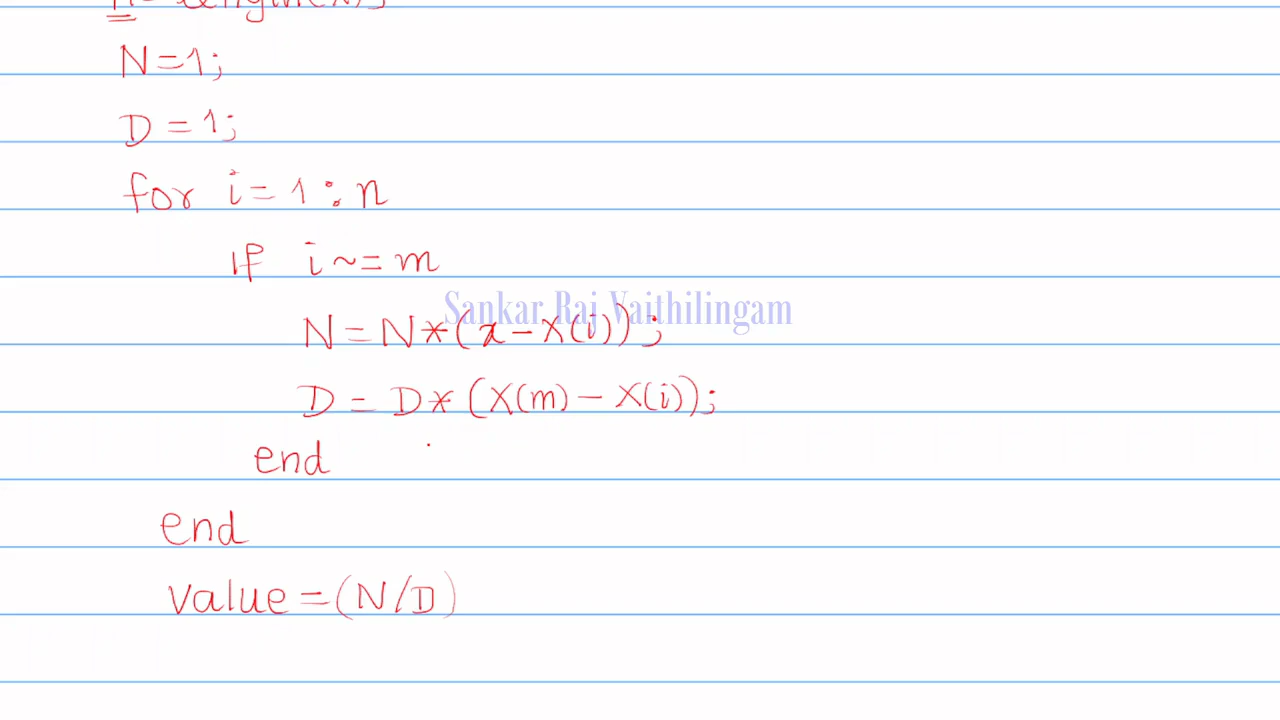 N=1;
D=1;
for i=1:n
if i~=m
Sankar Raj Vaithilingam
N=N*(x-X(i));
D=D*(X(m)-X(i));
end
end
value=(N/D)